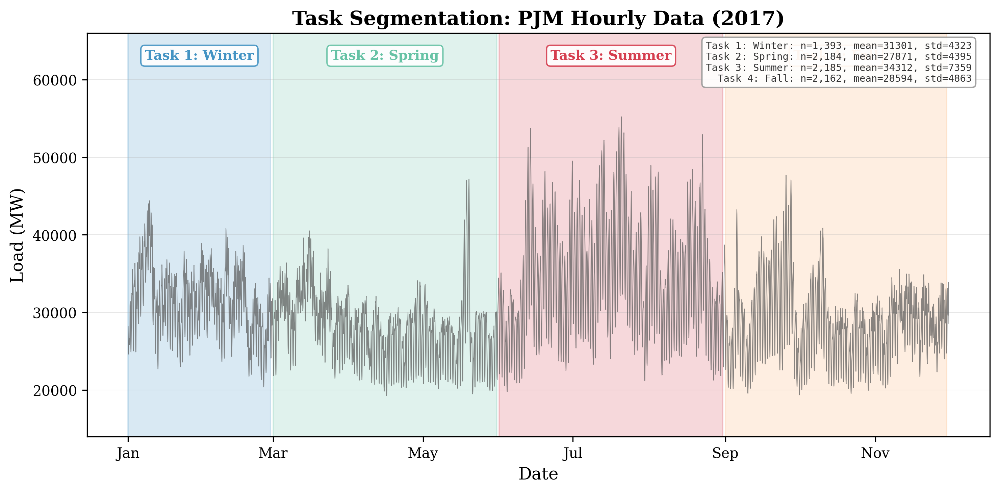 Task Segmentation: PJM Hourly Data (2017)
Task 1: Winter
Task 2: Spring
Task 3: Summer
Task 1: Winter: n=1,393, mean=31301, std=4323
Task 2: Spring: n=2,184, mean=27871, std=4395
Task 3: Summer: n=2,185, mean=34312, std=7359
Task 4: Fall: n=2,162, mean=28594, std=4863
60000
50000
40000
30000
20000
Load (MW)
Jan
Mar
May
Jul
Sep
Nov
Date